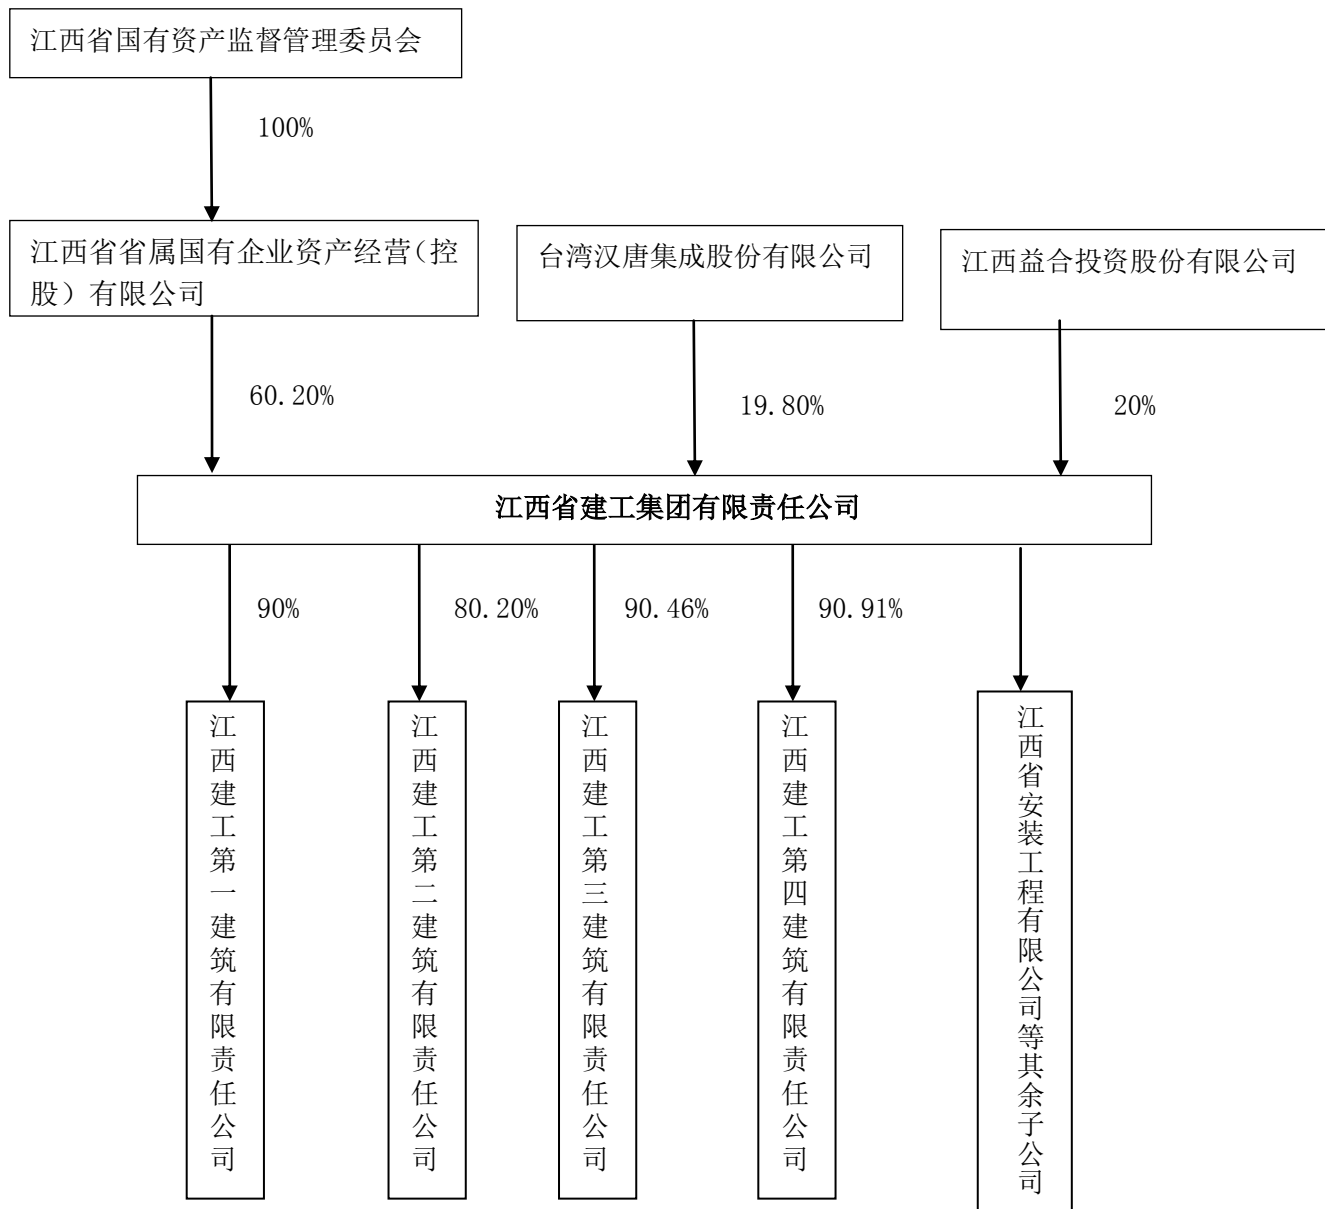 江西省国有资产监督管理委员会
100%
江西省省属国有企业资产经营（控
股）有限公司
台湾汉唐集成股份有限公司
江西益合投资股份有限公司
60.20%
19.80%
20%
江西省建工集团有限责任公司
90%
80.20%
90.46%
90.91%
江西建工第一建筑有限责任公司
江西建工第二建筑有限责任公司
江西建工第三建筑有限责任公司
江西建工第四建筑有限责任公司
江西省安装工程有限公司等其余子公司